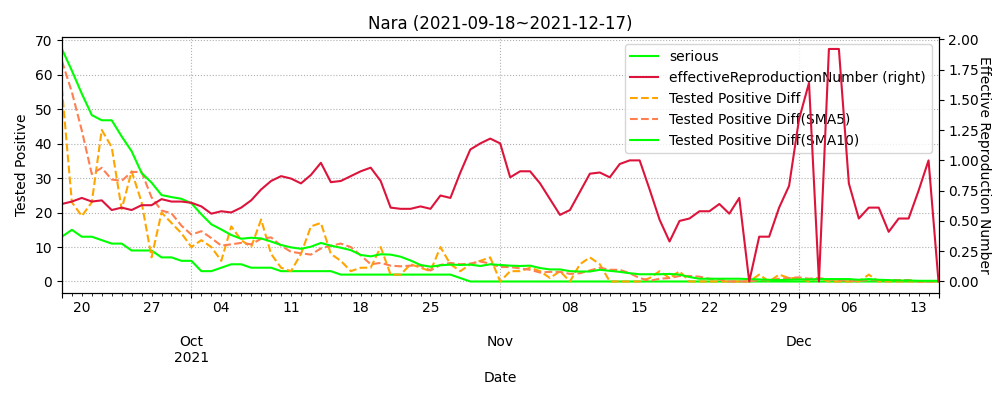 Nara (2021-09-18~2021-12-17)
70
60
50
40
30
20
10
0
Tested Positive
2.00
1.75
1.50
1.25
1.00
0.75
0.50
0.25
0.00
Effective Reproduction Number
serious
effectiveReproductionNumber (right)
Tested Positive Diff
Tested Positive Diff(SMA5)
Tested Positive Diff(SMA10)
20 27 04 11 18 25 08 15 22 29 06 13
Oct Nov Dec
2021
Date